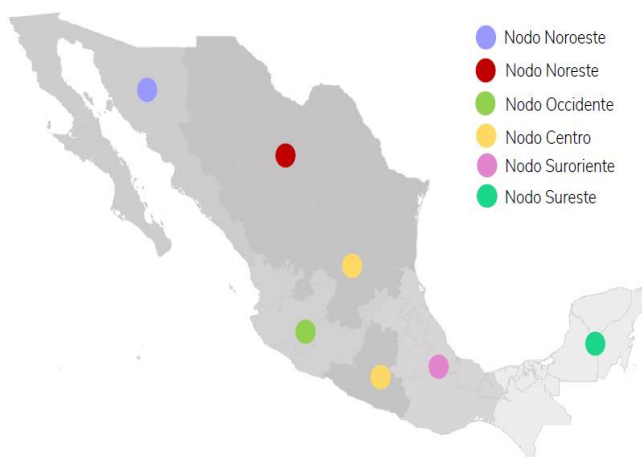 Nodo Noroeste
Nodo Noreste
Nodo Occidente
Nodo Centro
Nodo Suroriente
Nodo Sureste